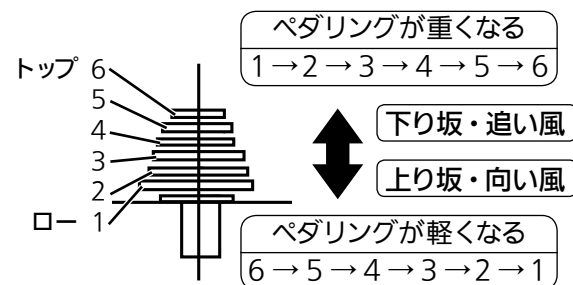 ペダリングが重くなる
1→2→3→4→5→6
トップ 6
5
4
3
2
ロー 1
下り坂・追い風
上り坂・向い風
ペダリングが軽くなる
6→5→4→3→2→1